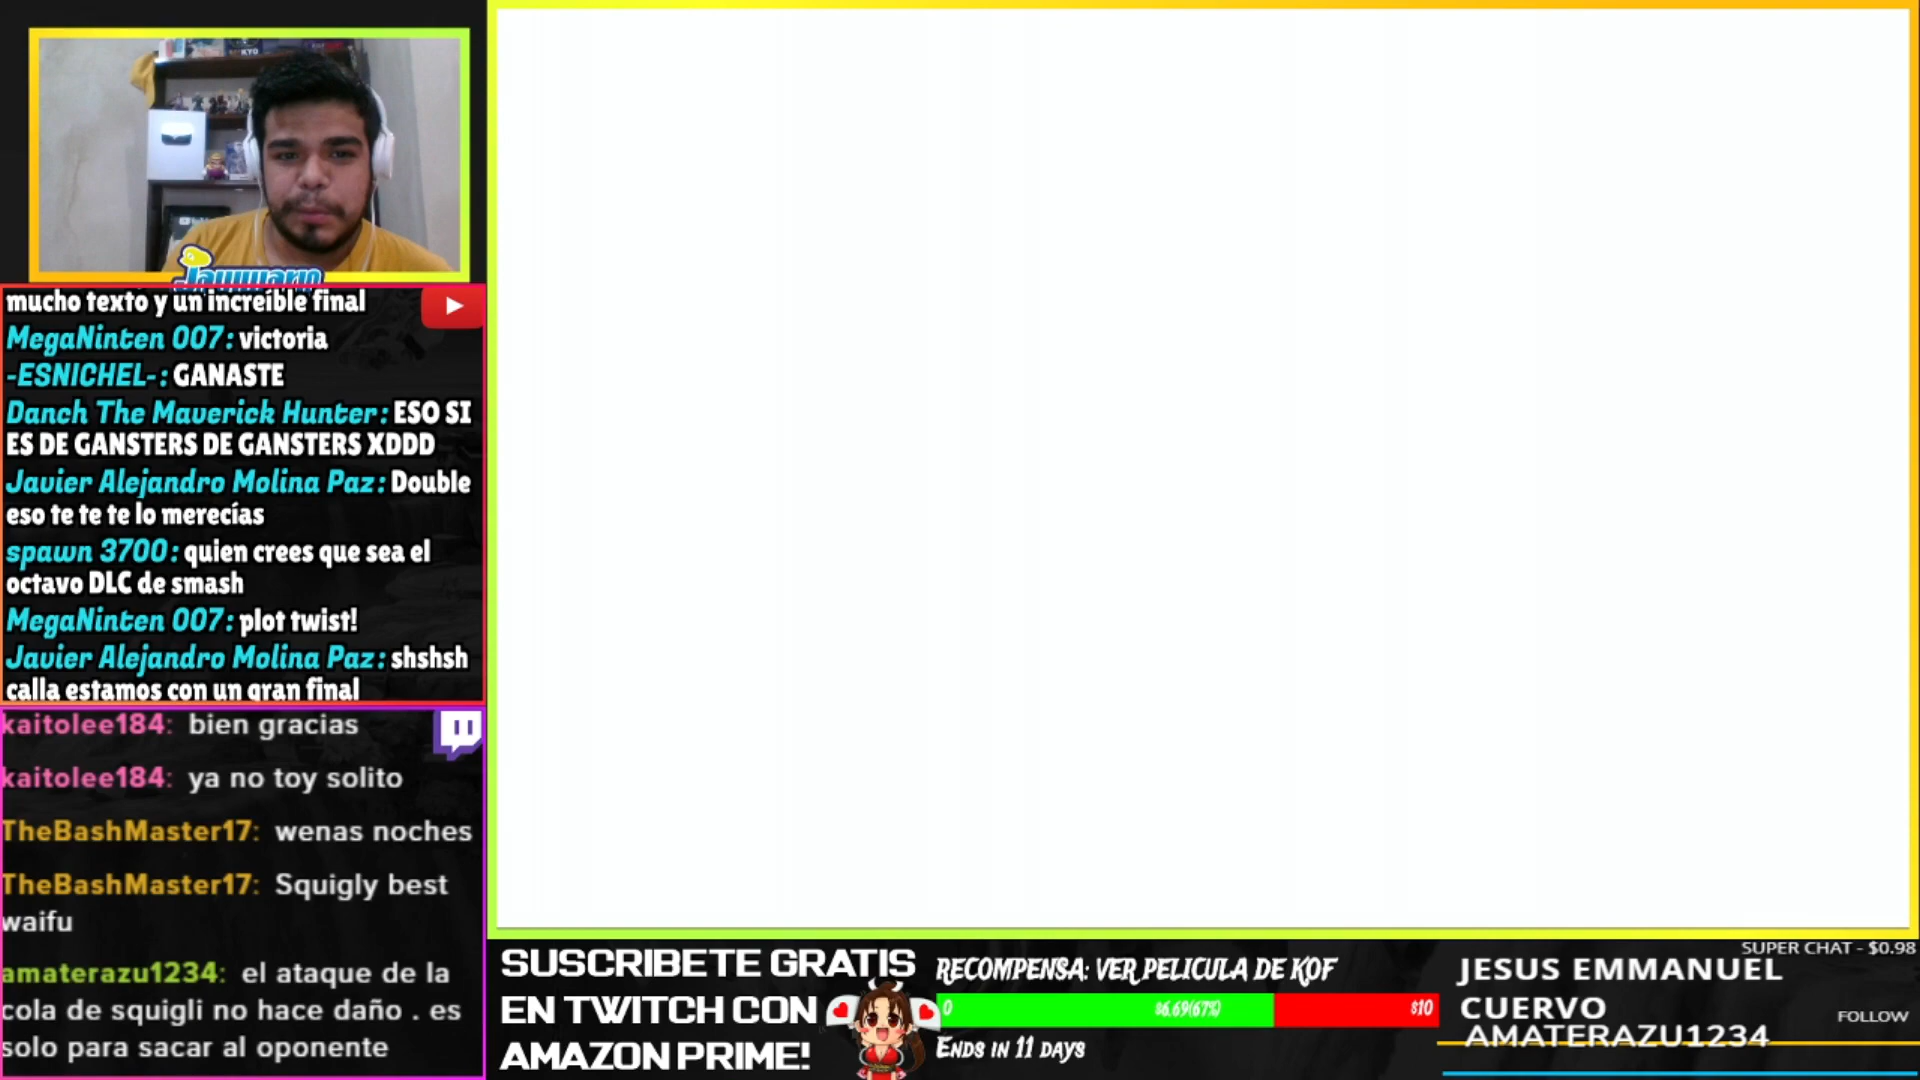 KYO
Jayuuario
mucho texto y un increíble final
MegaNinten 007: victoria
-ESNICHEL-: GANASTE
Danch The Maverick Hunter: ESO SI
ES DE GANSTERS DE GANSTERS XDDD
Javier Alejandro Molina Paz: Double
eso te te te lo merecías
spawn 3700: quien crees que sea el
octavo DLC de smash
MegaNinten 007: plot twist!
Javier Alejandro Molina Paz: shshsh
calla estamos con un gran final
kaitolee184: bien gracias
kaitolee184: ya no toy solito
TheBashMaster17: wenas noches
TheBashMaster17: Squigly best
waifu
amaterazu1234: el ataque de la
cola de squigli no hace daño . es
solo para sacar al oponente
SUSCRIBETE GRATIS
EN TWITCH CON
AMAZON PRIME!
RECOMPENSA: VER PELICULA DE KOF
0 $6.69(67%) $10
ENDS IN 11 DAYS
SUPER CHAT - $0.98
JESUS EMMANUEL
CUERVO
FOLLOW
AMATERAZU1234